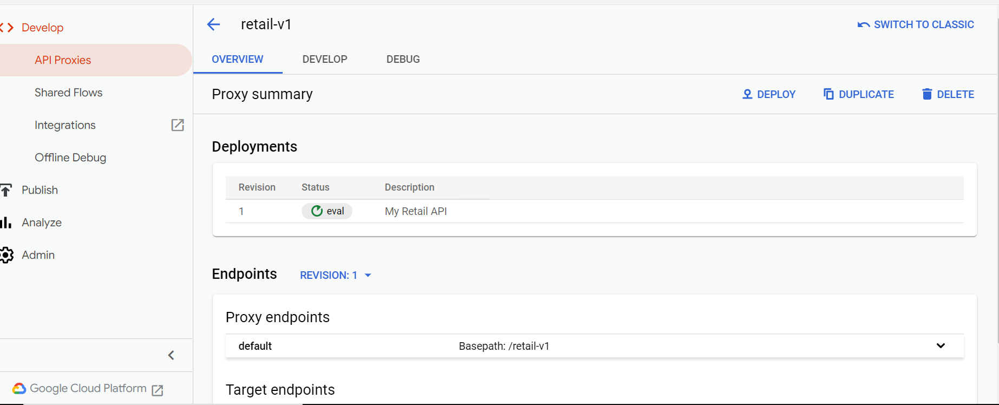 Develop
API Proxies
Shared Flows
Integrations
Offline Debug
Publish
Analyze
Admin
Google Cloud Platform
retail-v1
SWITCH TO CLASSIC
OVERVIEW DEVELOP DEBUG
Proxy summary
DEPLOY DUPLICATE DELETE
Deployments
Revision Status Description
1 eval My Retail API
Endpoints REVISION: 1
Proxy endpoints
default Basepath: /retail-v1
Target endpoints